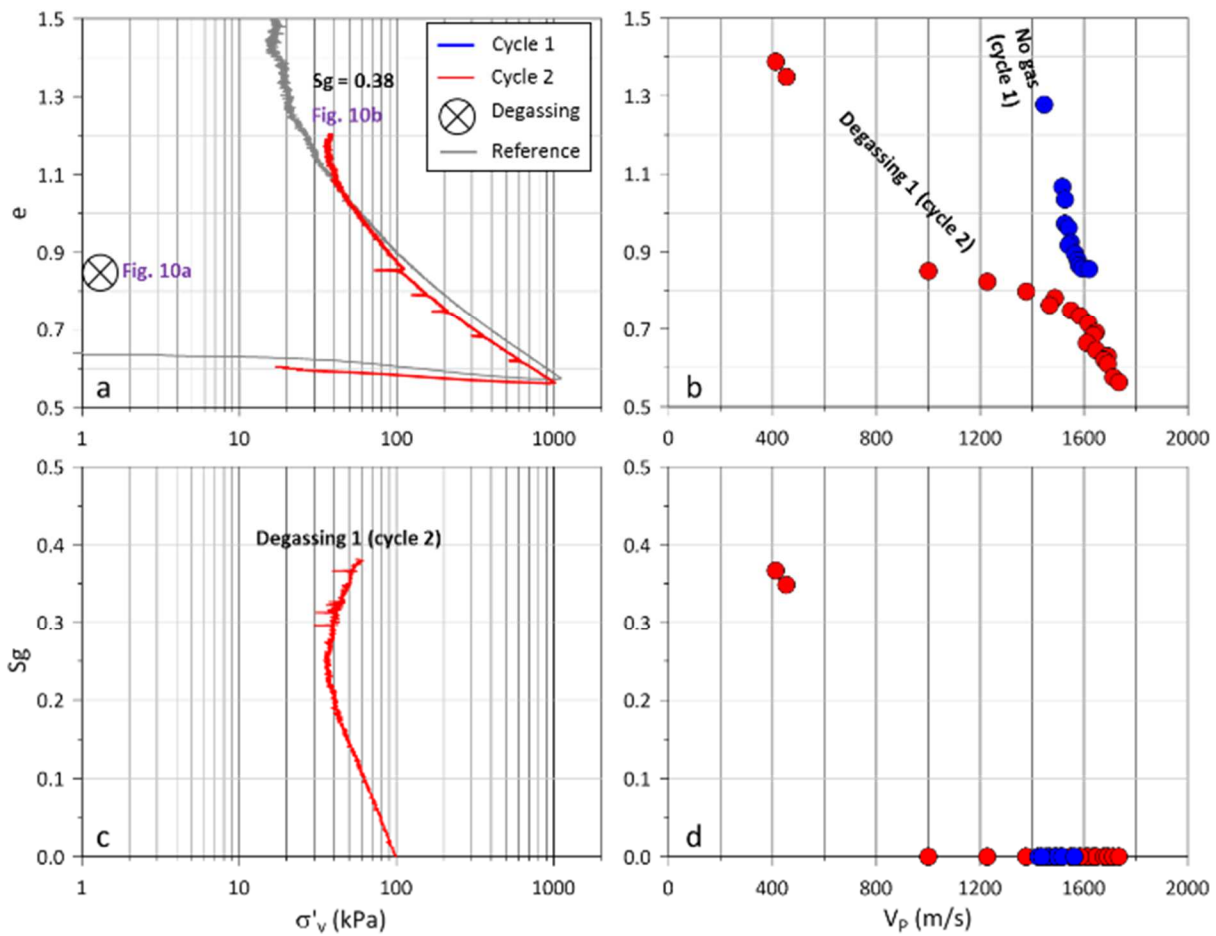 1.5
1.3
1.1
0.9
0.7
0.5
e
Sg = 0.38
Fig. 10b
Cycle 1
Cycle 2
Degassing
Reference
Fig. 10a
a
1
10
100
1000
1.5
1.3
1.1
0.9
0.7
0.5
No gas
(cycle 1)
Degassing 1 (cycle 2)
b
0
400
800
1200
1600
2000
0.5
0.4
0.3
0.2
0.1
0.0
Sg
Degassing 1 (cycle 2)
c
1
10
100
1000
σ'v (kPa)
0.5
0.4
0.3
0.2
0.1
0.0
d
0
400
800
1200
1600
2000
VP (m/s)